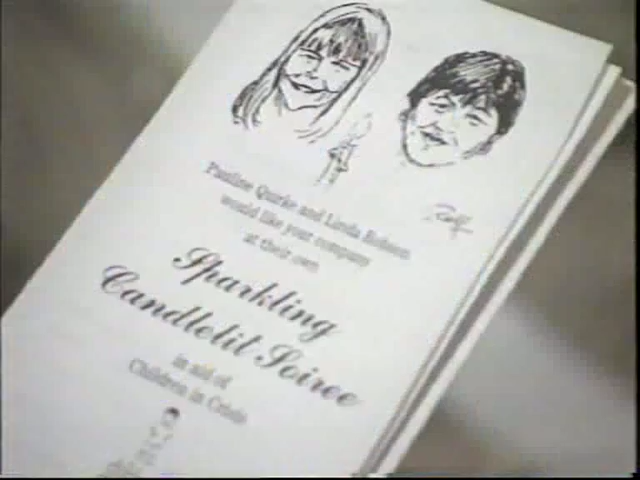 Pauline Quirke and Linda Robson
would like your company
at their own
Sparkling
Candlelit Soiree
in aid of
Children in Crisis